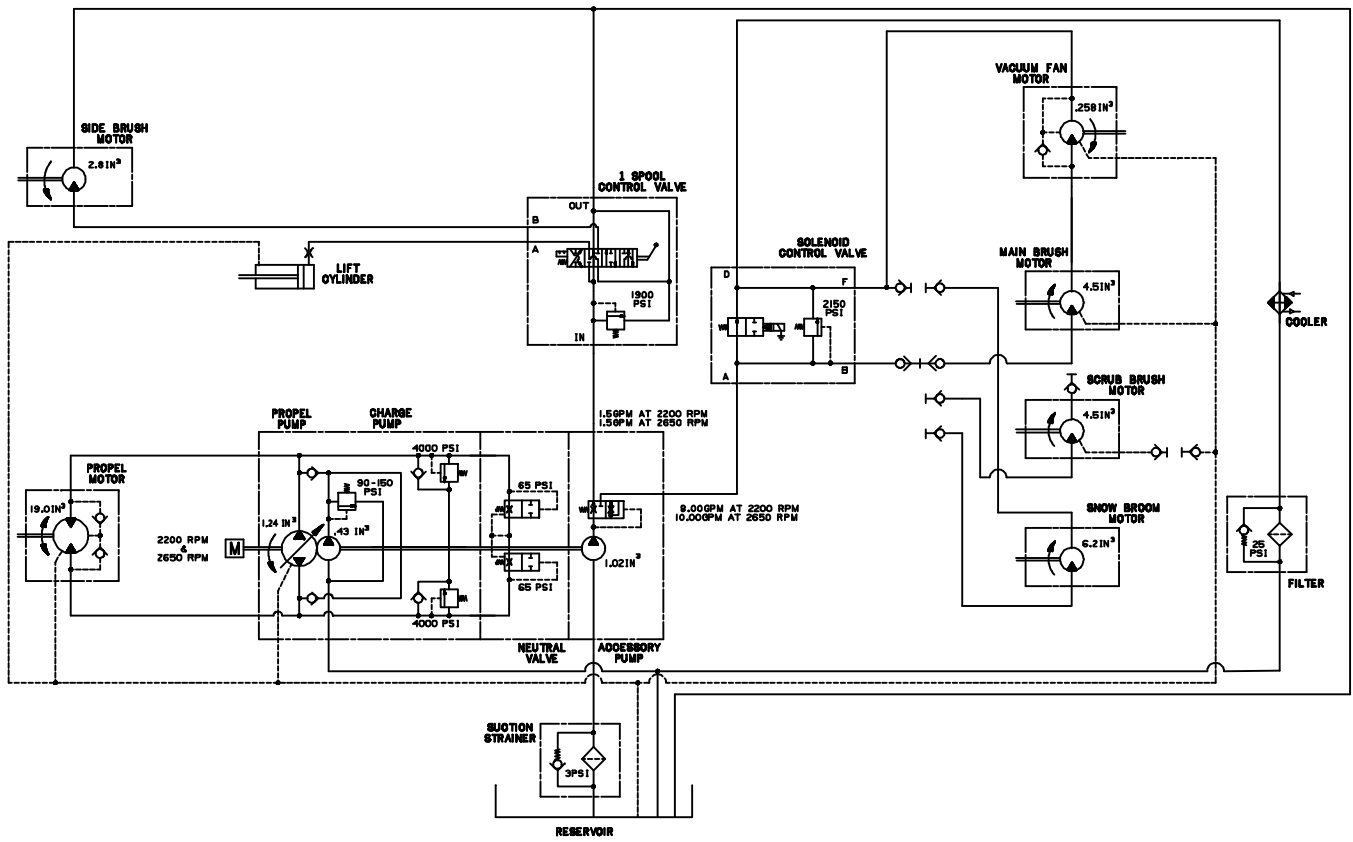 VACUUM FAN
MOTOR
.258IN³
SIDE BRUSH
MOTOR
2.8IN³
1 SPOOL
CONTROL VALVE
OUT
B
A
1900
PSI
IN
LIFT
CYLINDER
SOLENOID
CONTROL VALVE
D
F
2150
PSI
A
B
MAIN BRUSH
MOTOR
4.5IN³
COOLER
SCRUB BRUSH
MOTOR
4.5IN³
PROPEL
PUMP
CHARGE
PUMP
1.5GPM AT 2200 RPM
1.5GPM AT 2650 RPM
4000 PSI
PROPEL
MOTOR
19.0IN³
90-150
PSI
65 PSI
8.00GPM AT 2200 RPM
10.00GPM AT 2650 RPM
1.24 IN³
.43 IN³
2200 RPM
&
2650 RPM
M
1.02IN³
65 PSI
4000 PSI
SNOW BROOM
MOTOR
6.2IN³
25
PSI
FILTER
NEUTRAL
VALVE
ACCESSORY
PUMP
SUCTION
STRAINER
3PSI
RESERVOIR